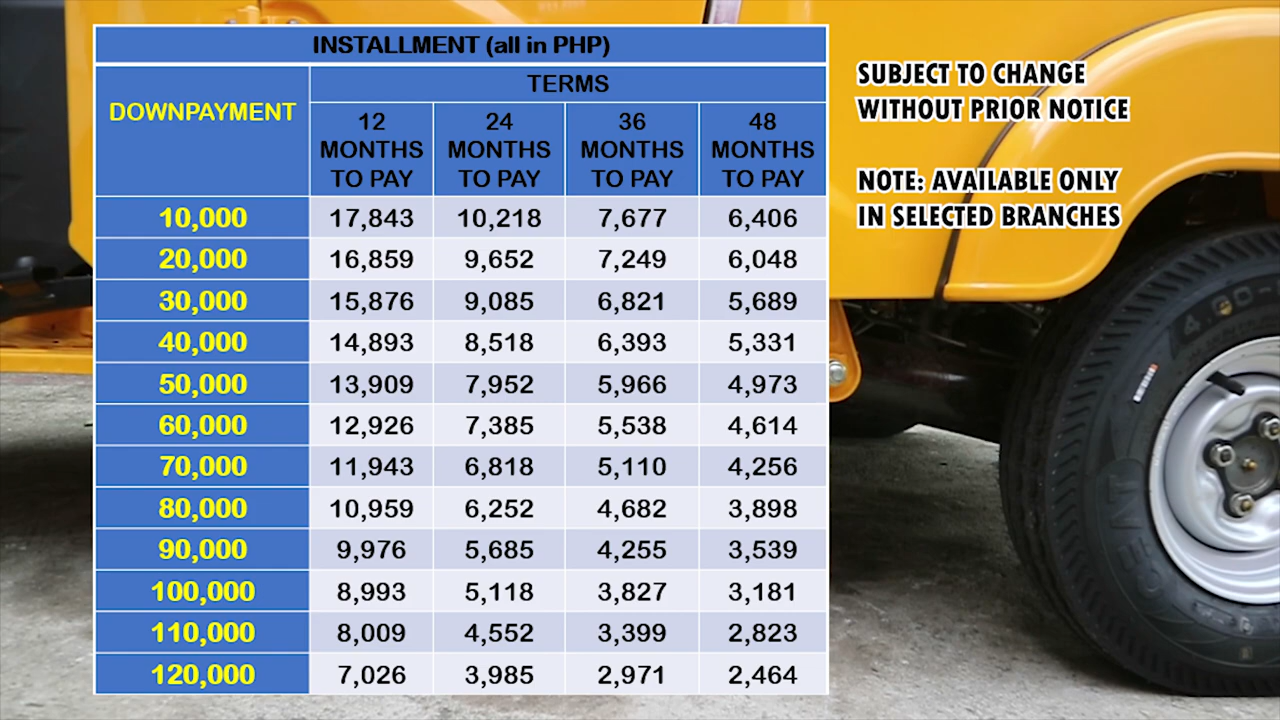 INSTALLMENT (all in PHP)
DOWNPAYMENT
TERMS
12 MONTHS TO PAY
24 MONTHS TO PAY
36 MONTHS TO PAY
48 MONTHS TO PAY
10,000 17,843 10,218 7,677 6,406
20,000 16,859 9,652 7,249 6,048
30,000 15,876 9,085 6,821 5,689
40,000 14,893 8,518 6,393 5,331
50,000 13,909 7,952 5,966 4,973
60,000 12,926 7,385 5,538 4,614
70,000 11,943 6,818 5,110 4,256
80,000 10,959 6,252 4,682 3,898
90,000 9,976 5,685 4,255 3,539
100,000 8,993 5,118 3,827 3,181
110,000 8,009 4,552 3,399 2,823
120,000 7,026 3,985 2,971 2,464
SUBJECT TO CHANGE
WITHOUT PRIOR NOTICE
NOTE: AVAILABLE ONLY
IN SELECTED BRANCHES
CEAT